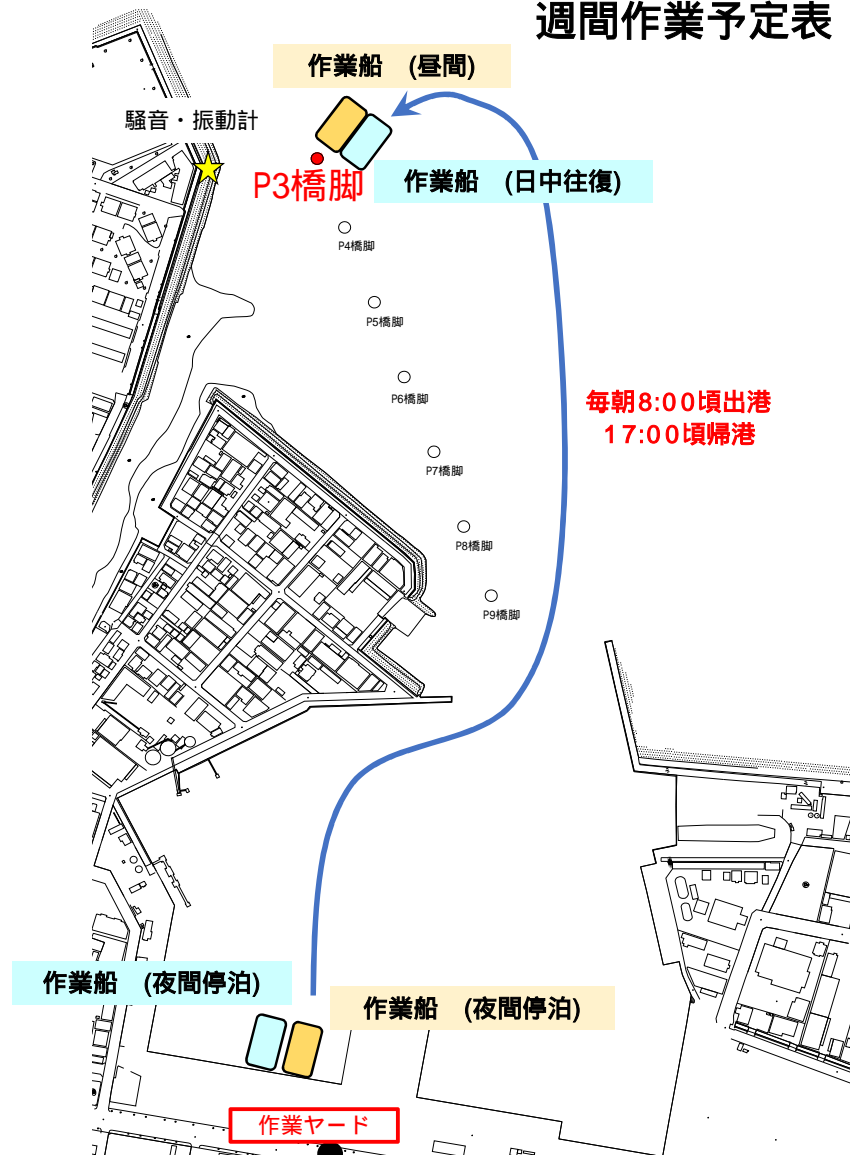 週間作業予定表
作業船　(昼間)
騒音・振動計
P3橋脚
作業船　(日中往復)
P4橋脚
P5橋脚
P6橋脚
毎朝8:00頃出港
17:00頃帰港
P7橋脚
P8橋脚
P9橋脚
作業船　(夜間停泊)
作業船　(夜間停泊)
作業ヤード